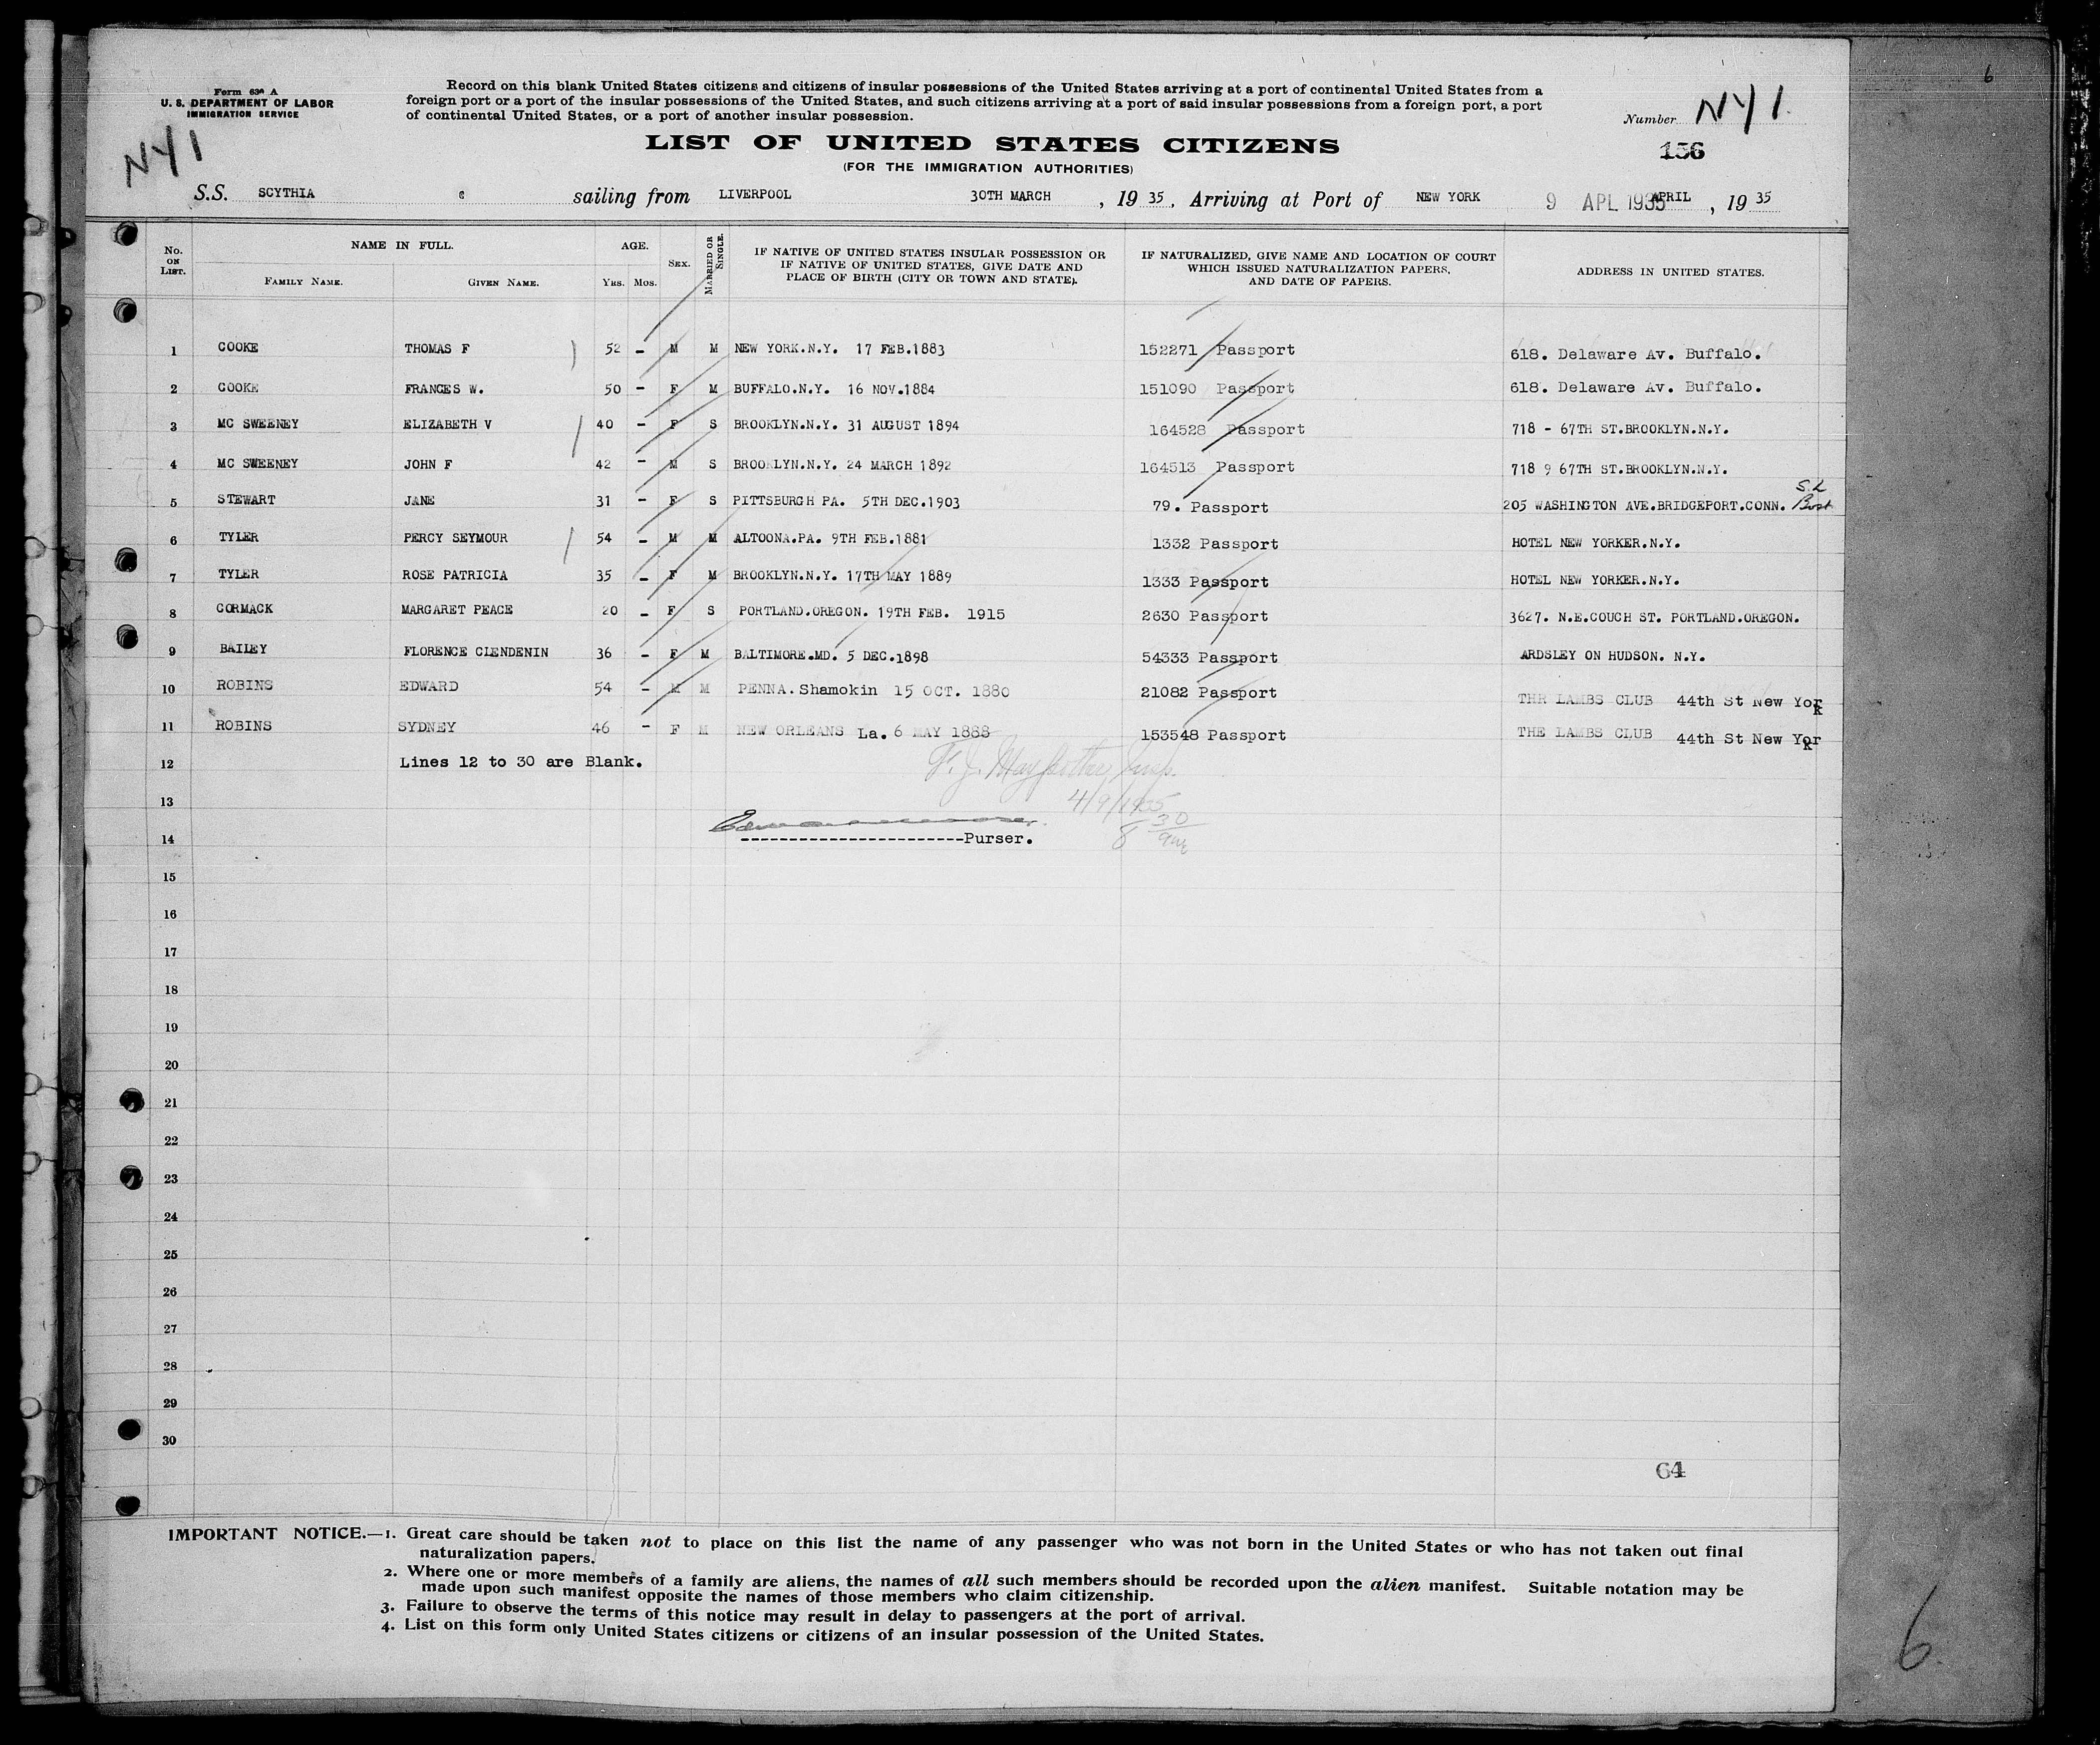 6
Form 630 A
U. S. DEPARTMENT OF LABOR
IMMIGRATION SERVICE
NY1
Record on this blank United States citizens and citizens of insular possessions of the United States arriving at a port of continental United States from a
foreign port or a port of the insular possessions of the United States, and such citizens arriving at a port of said insular possessions from a foreign port, a port
of continental United States, or a port of another insular possession.
Number NY1.
156
LIST OF UNITED STATES CITIZENS
(FOR THE IMMIGRATION AUTHORITIES)
S.S. SCYTHIA sailing from LIVERPOOL 30TH MARCH , 19 35, Arriving at Port of NEW YORK 9 APL 1935 APRIL , 19 35
No. ON LIST. NAME IN FULL. FAMILY NAME. GIVEN NAME. AGE. YRS. MOS. SEX. MARRIED OR SINGLE. IF NATIVE OF UNITED STATES INSULAR POSSESSION OR IF NATIVE OF UNITED STATES, GIVE DATE AND PLACE OF BIRTH (CITY OR TOWN AND STATE). IF NATURALIZED, GIVE NAME AND LOCATION OF COURT WHICH ISSUED NATURALIZATION PAPERS, AND DATE OF PAPERS. ADDRESS IN UNITED STATES.
1 COOKE THOMAS F 52 - M M NEW YORK.N.Y. 17 FEB.1883 152271 Passport 618. Delaware Av. Buffalo.
2 COOKE FRANCES W. 50 - F M BUFFALO.N.Y. 16 NOV.1884 151090 Passport 618. Delaware Av. Buffalo.
3 MC SWEENEY ELIZABETH V 40 - F S BROOKLYN.N.Y. 31 AUGUST 1894 164528 Passport 718 - 67TH ST.BROOKLYN.N.Y.
4 MC SWEENEY JOHN F 42 - M S BROOKLYN.N.Y. 24 MARCH 1892 164513 Passport 718 9 67TH ST.BROOKLYN.N.Y.
5 STEWART JANE 31 - F S PITTSBURGH PA. 5TH DEC.1903 79. Passport 205 WASHINGTON AVE.BRIDGEPORT.CONN.
6 TYLER PERCY SEYMOUR 54 - M M ALTOONA.PA. 9TH FEB.1881 1332 Passport HOTEL NEW YORKER.N.Y.
7 TYLER ROSE PATRICIA 35 - F M BROOKLYN.N.Y. 17TH MAY 1889 1333 Passport HOTEL NEW YORKER.N.Y.
8 CORMACK MARGARET PEACE 20 - F S PORTLAND.OREGON. 19TH FEB. 1915 2630 Passport 3627. N.E.COUCH ST. PORTLAND.OREGON.
9 BAILEY FLORENCE CLENDENIN 36 - F M BALTIMORE.MD. 5 DEC.1898 54333 Passport ARDSLEY ON HUDSON. N.Y.
10 ROBINS EDWARD 54 - M M PENNA. Shamokin 15 OCT. 1880 21082 Passport THR LAMBS CLUB 44th St New York
11 ROBINS SYDNEY 46 - F M NEW ORLEANS La. 6 MAY 1888 153548 Passport THE LAMBS CLUB 44th St New York
12 Lines 12 to 30 are Blank.
13 4/9/1935
8 30
14 --------------------Purser.
15
16
17
18
19
20
21
22
23
24
25
26
27
28
29
30
64
IMPORTANT NOTICE.—1. Great care should be taken not to place on this list the name of any passenger who was not born in the United States or who has not taken out final
naturalization papers.
2. Where one or more members of a family are aliens, the names of all such members should be recorded upon the alien manifest. Suitable notation may be
made upon such manifest opposite the names of those members who claim citizenship.
3. Failure to observe the terms of this notice may result in delay to passengers at the port of arrival.
4. List on this form only United States citizens or citizens of an insular possession of the United States.
6